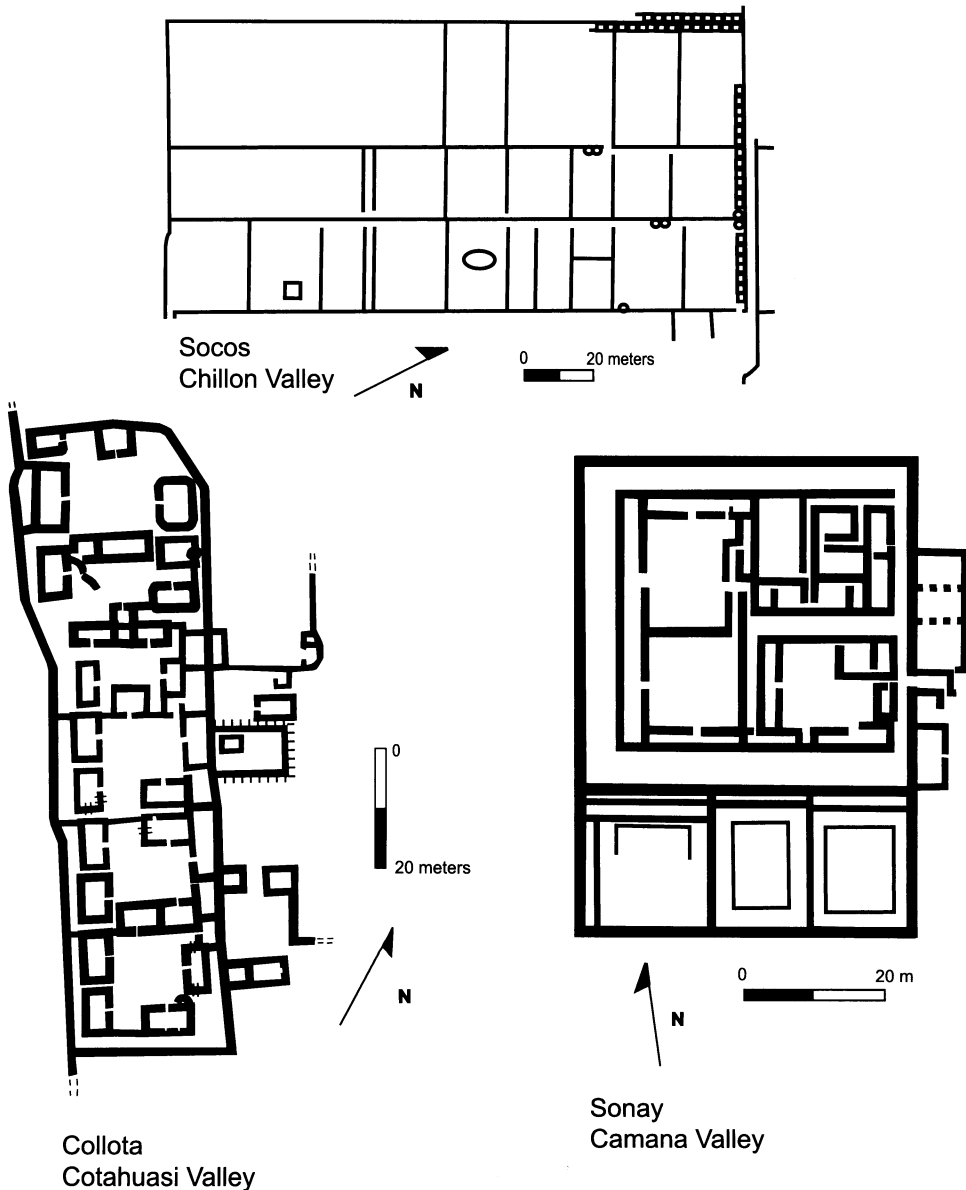 Socos
Chillon Valley
N
0 20 meters
0
20 meters
N
Collota
Cotahuasi Valley
0 20 m
N
Sonay
Camana Valley